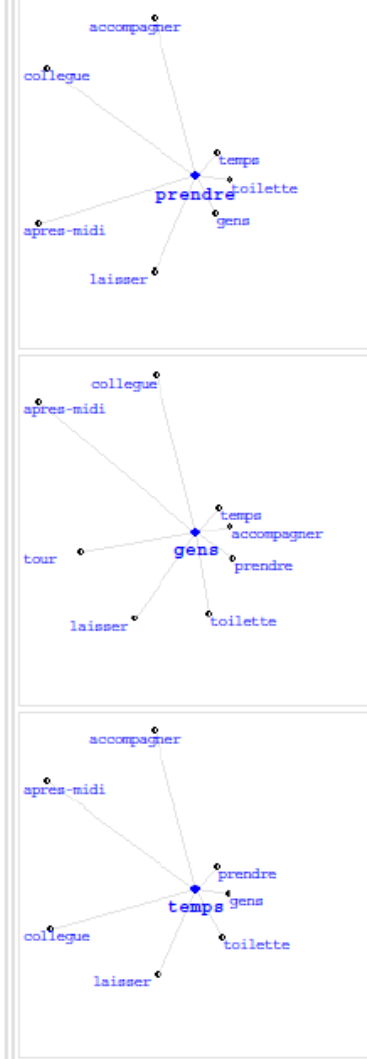 accompagner
collegue
temps
toilette
prendre
gens
apres-midi
laisser
collegue
apres-midi
temps
accompagner
gens
tour
prendre
toilette
laisser
accompagner
apres-midi
prendre
gens
temps
collegue
toilette
laisser